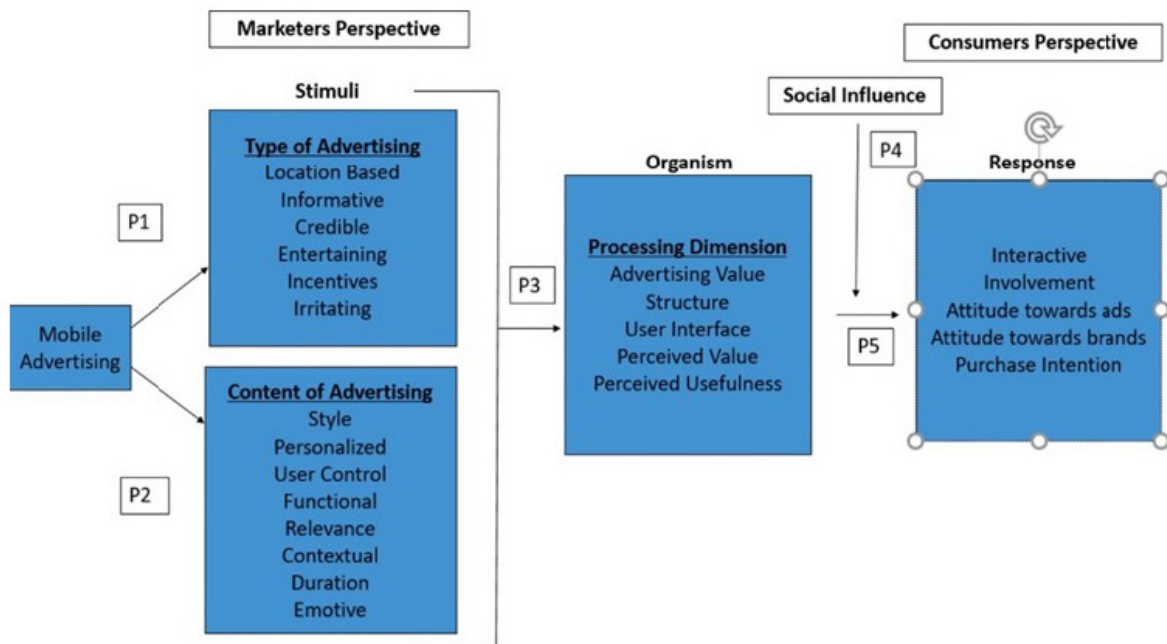 Marketers Perspective
Consumers Perspective
Stimuli
Social Influence
Type of Advertising
Location Based
Informative
Credible
Entertaining
Incentives
Irritating
P1
Mobile
Advertising
Content of Advertising
Style
Personalized
User Control
Functional
Relevance
Contextual
Duration
Emotive
P2
P3
Organism
Processing Dimension
Advertising Value
Structure
User Interface
Perceived Value
Perceived Usefulness
P4
P5
Response
Interactive
Involvement
Attitude towards ads
Attitude towards brands
Purchase Intention